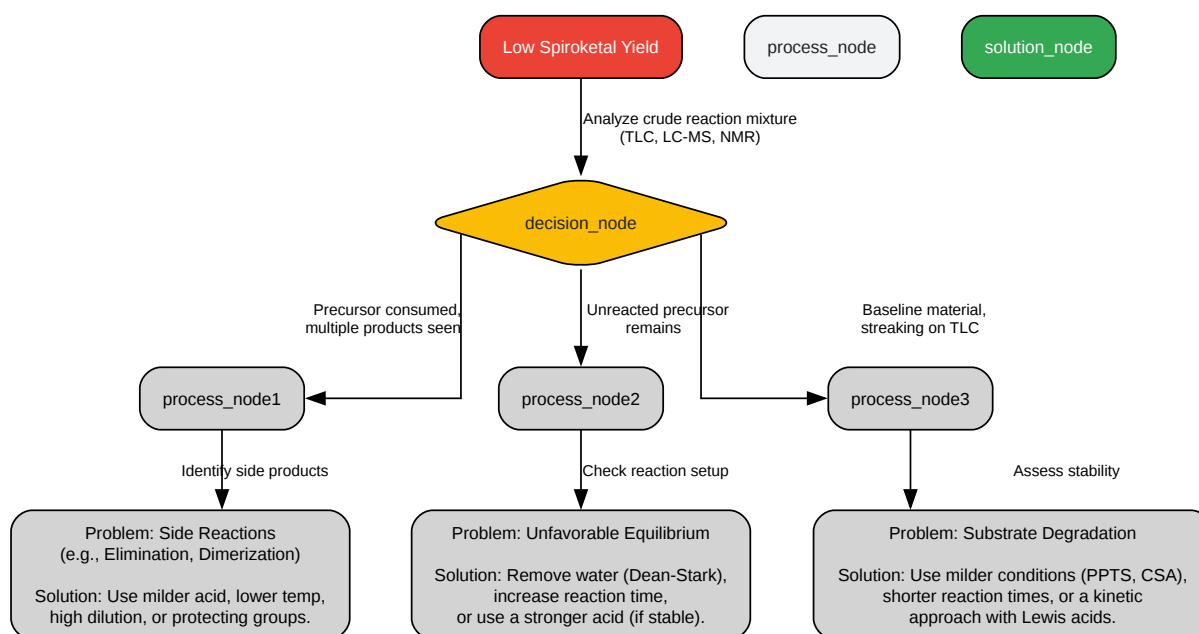 Low Spiroketal Yield
process_node
solution_node
Analyze crude reaction mixture
(TLC, LC-MS, NMR)
decision_node
Precursor consumed,
multiple products seen
Unreacted precursor
remains
Baseline material,
streaking on TLC
process_node1
process_node2
process_node3
Identify side products
Check reaction setup
Assess stability
Problem: Side Reactions
(e.g., Elimination, Dimerization)
Solution: Use milder acid, lower temp,
high dilution, or protecting groups.
Problem: Unfavorable Equilibrium
Solution: Remove water (Dean-Stark),
increase reaction time,
or use a stronger acid (if stable).
Problem: Substrate Degradation
Solution: Use milder conditions (PPTS, CSA),
shorter reaction times, or a kinetic
approach with Lewis acids.